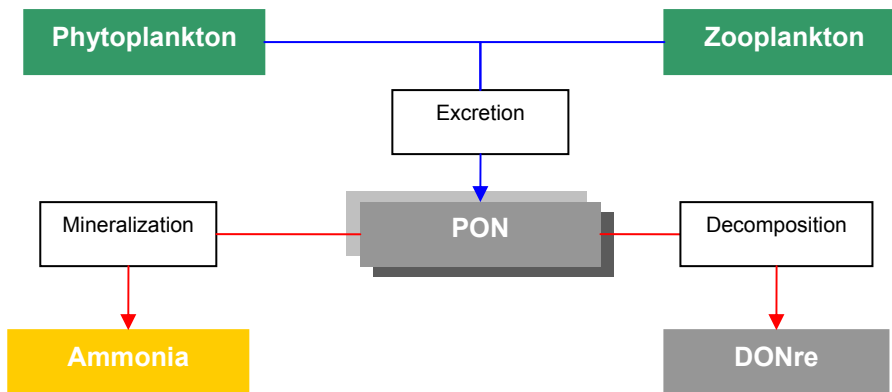 Phytoplankton
Zooplankton
Excretion
Mineralization
PON
Decomposition
Ammonia
DONre